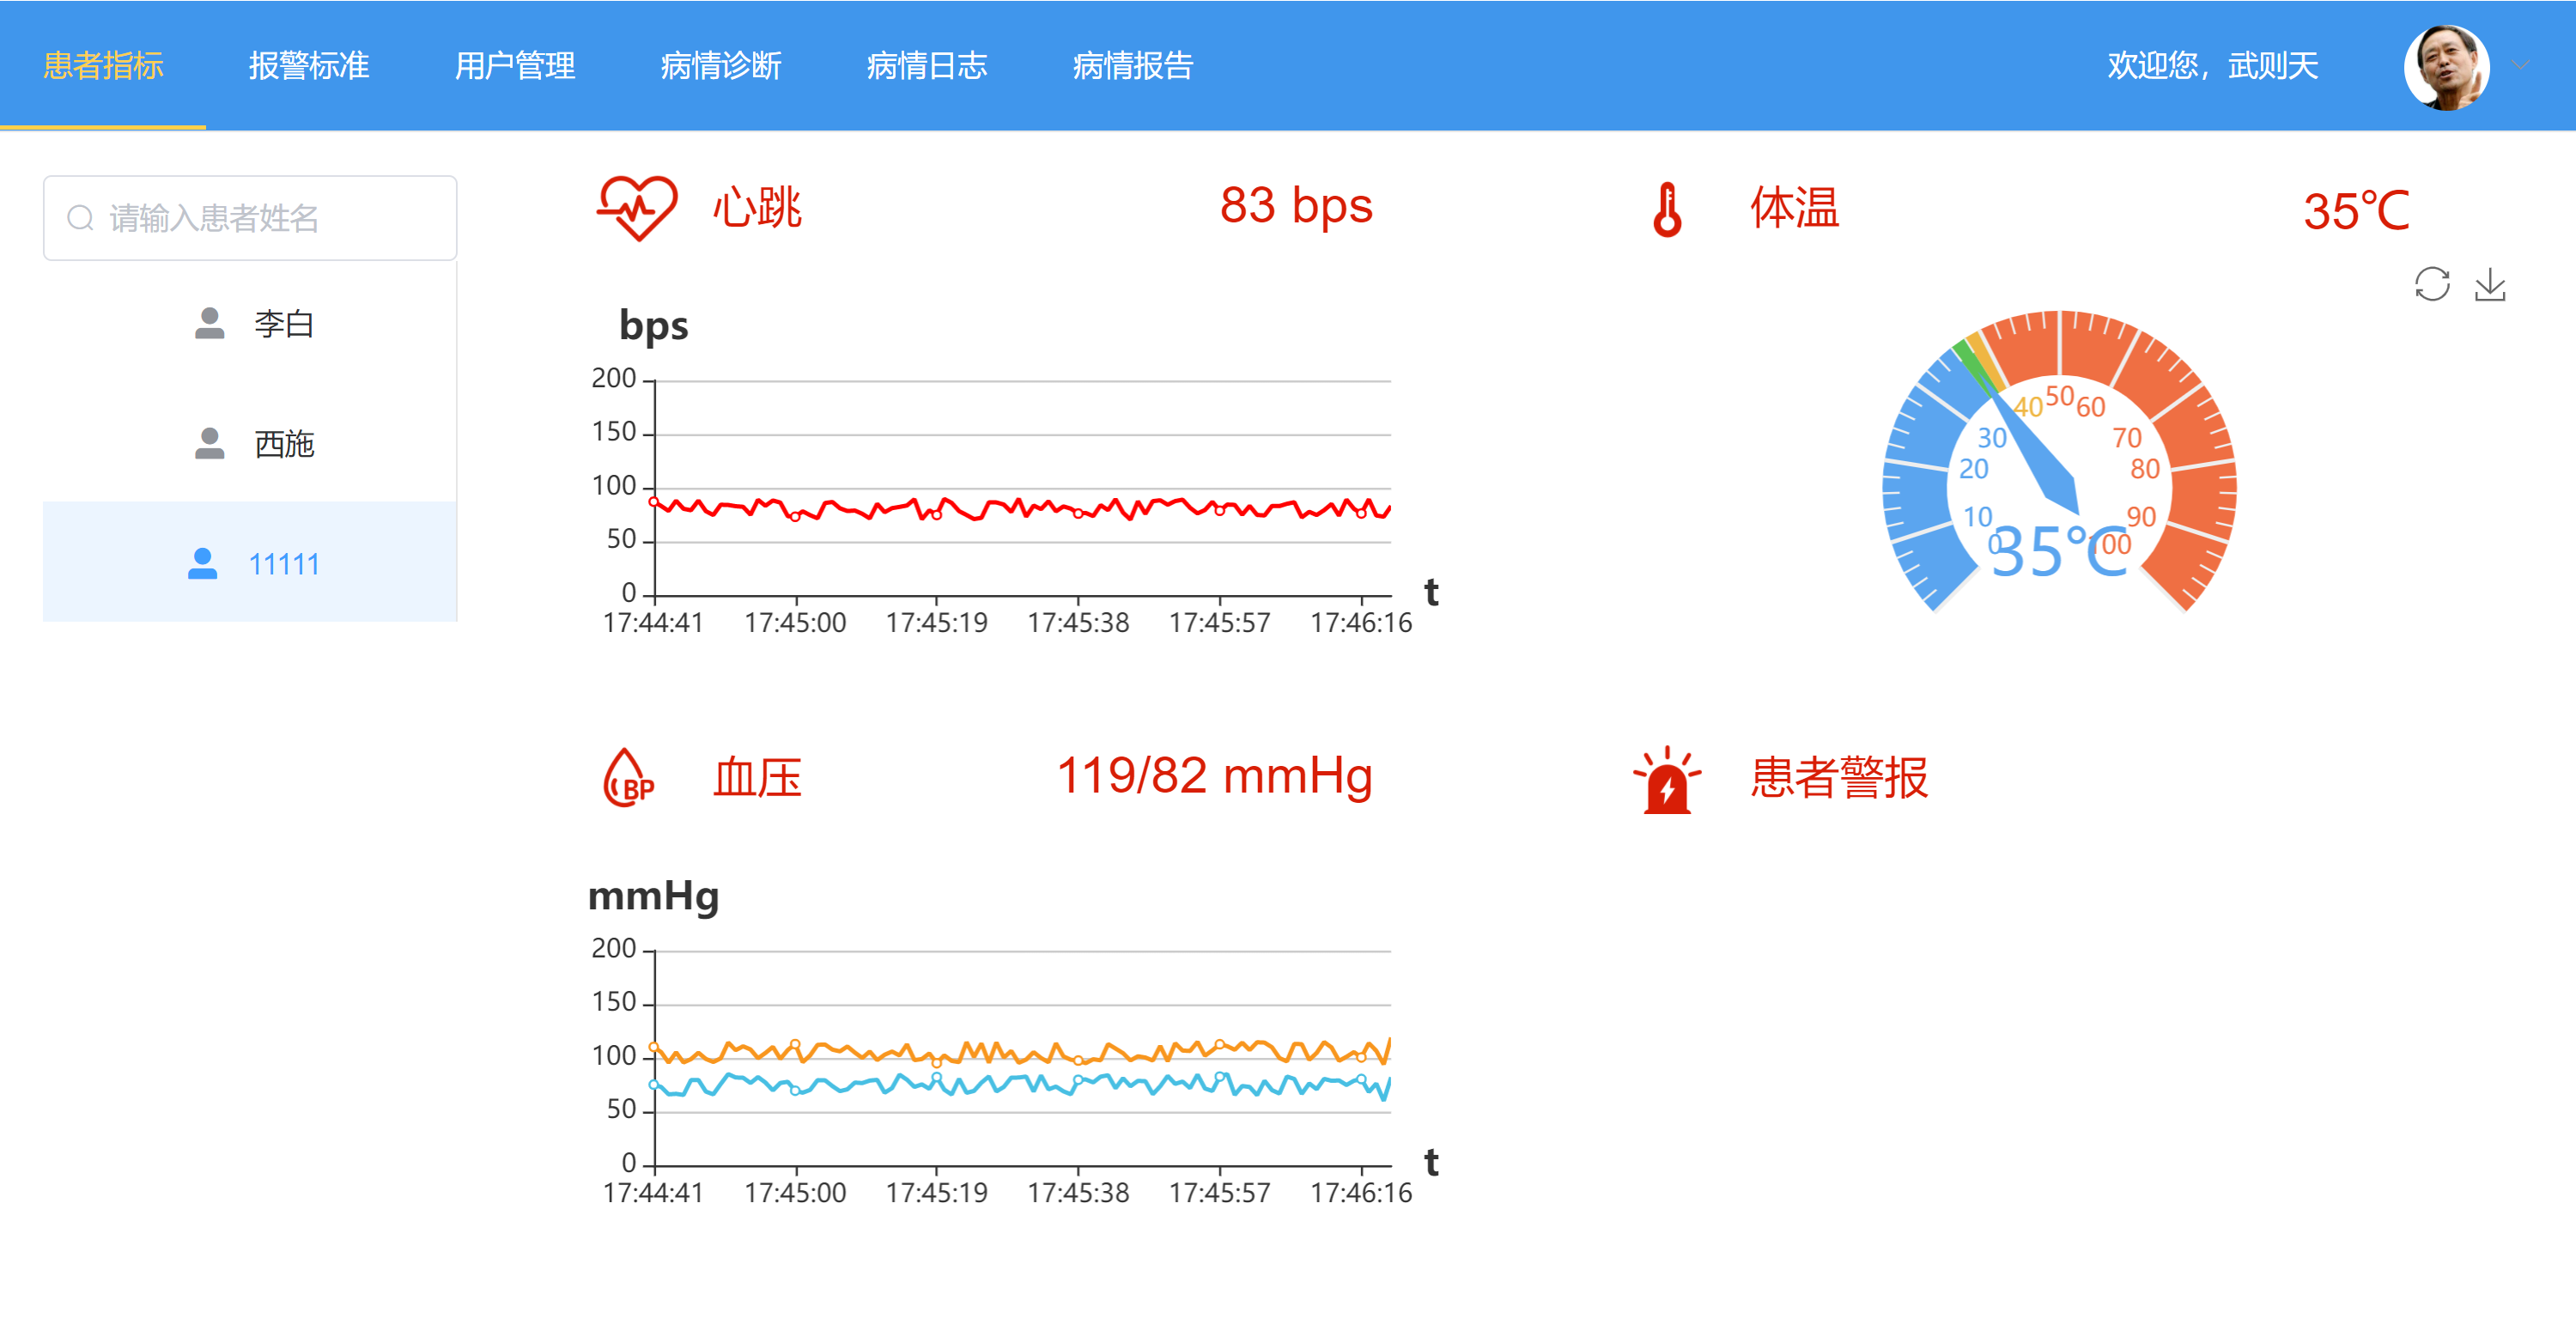 患者指标 报警标准 用户管理 病情诊断 病情日志 病情报告 欢迎您，武则天
请输入患者姓名
李白
西施
11111
心跳 83 bps
bps
200
150
100
50
0
t
17:44:41 17:45:00 17:45:19 17:45:38 17:45:57 17:46:16
体温 35℃
0 10 20 30 40 50 60 70 80 90 100
35℃
血压 119/82 mmHg
BP
mmHg
200
150
100
50
0
t
17:44:41 17:45:00 17:45:19 17:45:38 17:45:57 17:46:16
患者警报